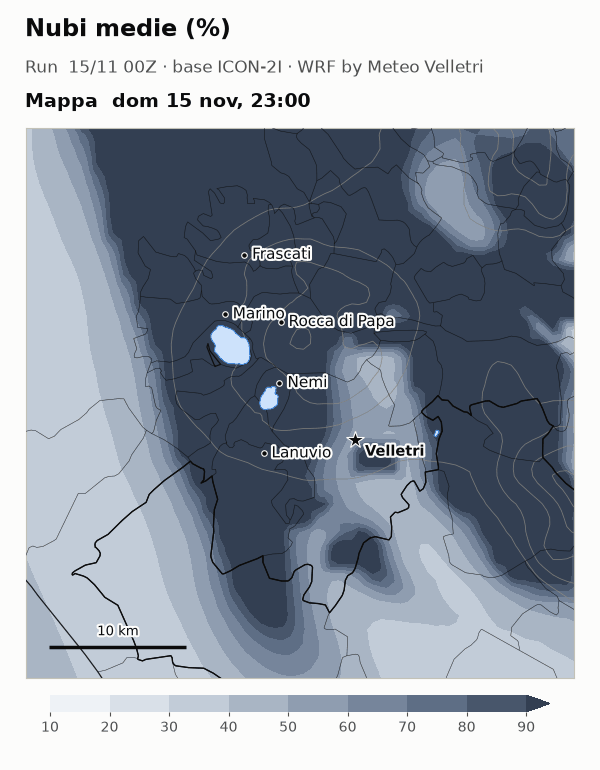 Nubi medie (%)
Run  15/11 00Z · base ICON-2I · WRF by Meteo Velletri
Mappa  dom 15 nov, 23:00
Frascati
Marino
Rocca di Papa
Nemi
Velletri
Lanuvio
10 km
10 20 30 40 50 60 70 80 90